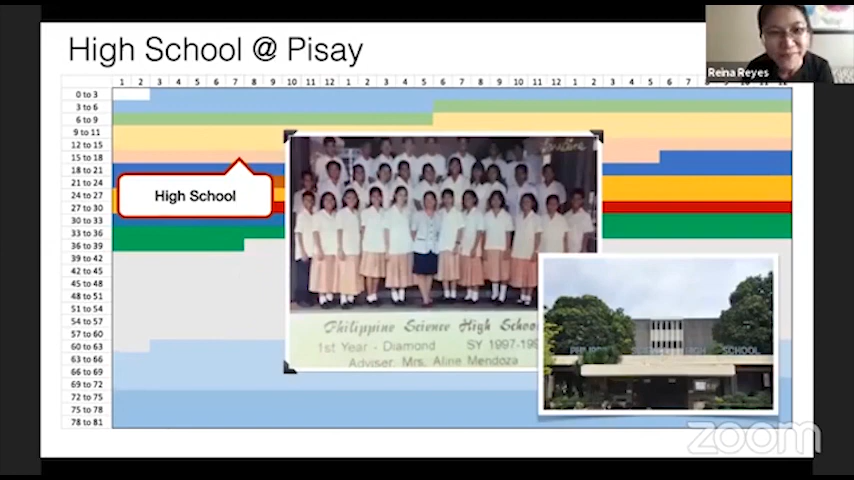 High School @ Pisay
Reina Reyes
1 2 3 4 5 6 7 8 9 10 11 12 1 2 3 4 5 6 7 8 9 10 11 12 1 2 3 4 5 6 7 8 9 10 11 12
0 to 3
3 to 6
6 to 9
9 to 11
12 to 15
15 to 18
18 to 21
21 to 24
24 to 27
27 to 30
30 to 33
33 to 36
36 to 39
39 to 42
42 to 45
45 to 48
48 to 51
51 to 54
54 to 57
57 to 60
60 to 63
63 to 66
66 to 69
69 to 72
72 to 75
75 to 78
78 to 81
High School
Philippine Science High School
1st Year - Diamond SY 1997-199
Adviser: Mrs. Aline Mendoza
HIGH SCHOOL
zoom